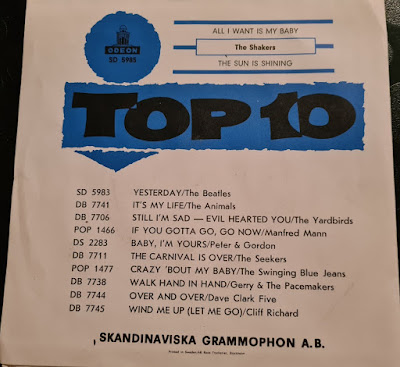 ALL I WANT IS MY BABY
The Shakers
THE SUN IS SHINING
ODEON
SD 5985
TOP 10
SD 5983 YESTERDAY/The Beatles
DB 7741 IT'S MY LIFE/The Animals
DB 7706 STILL I'M SAD — EVIL HEARTED YOU/The Yardbirds
POP 1466 IF YOU GOTTA GO, GO NOW/Manfred Mann
DS 2283 BABY, I'M YOURS/Peter & Gordon
DB 7711 THE CARNIVAL IS OVER/The Seekers
POP 1477 CRAZY 'BOUT MY BABY/The Swinging Blue Jeans
DB 7738 WALK HAND IN HAND/Gerry & The Pacemakers
DB 7744 OVER AND OVER/Dave Clark Five
DB 7745 WIND ME UP (LET ME GO)/Cliff Richard
SKANDINAVISKA GRAMMOPHON A.B.
Printed in Sweden